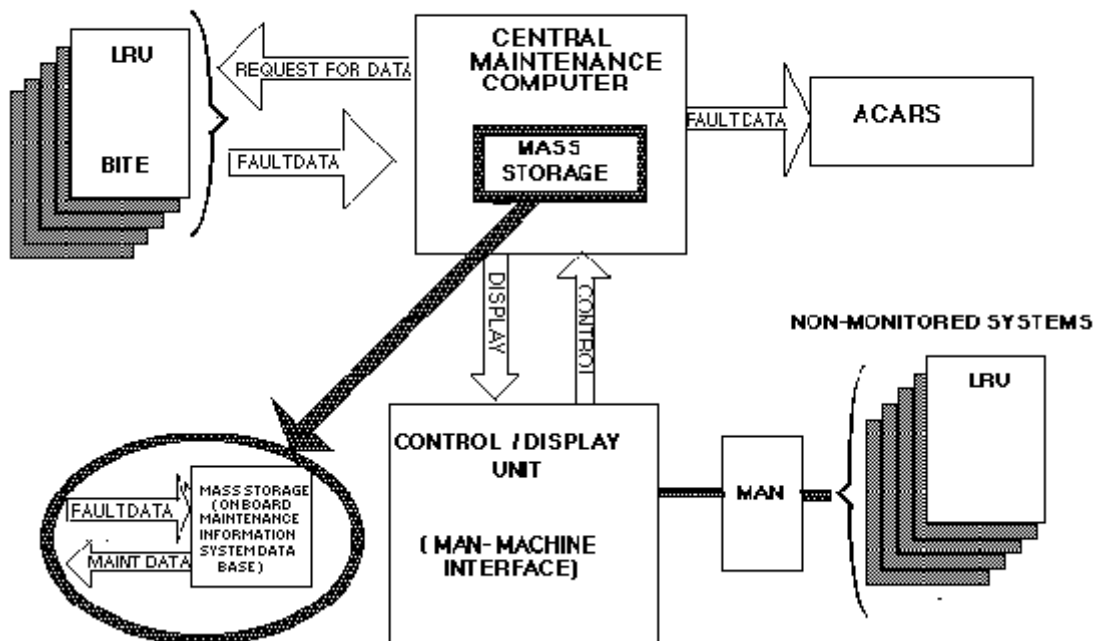 LRU
BITE
REQUEST FOR DATA
FAULTDATA
CENTRAL
MAINTENANCE
COMPUTER
MASS
STORAGE
FAULTDATA
ACARS
DISPLAY
CONTROL
NON-MONITORED SYSTEMS
LRU
CONTROL / DISPLAY
UNIT
( MAN-MACHINE
INTERFACE)
MAN
FAULTDATA
MAINT DATA
MASS STORAGE
(ON BOARD
MAINTENANCE
INFORMATION
SYSTEM DATA
BASE)